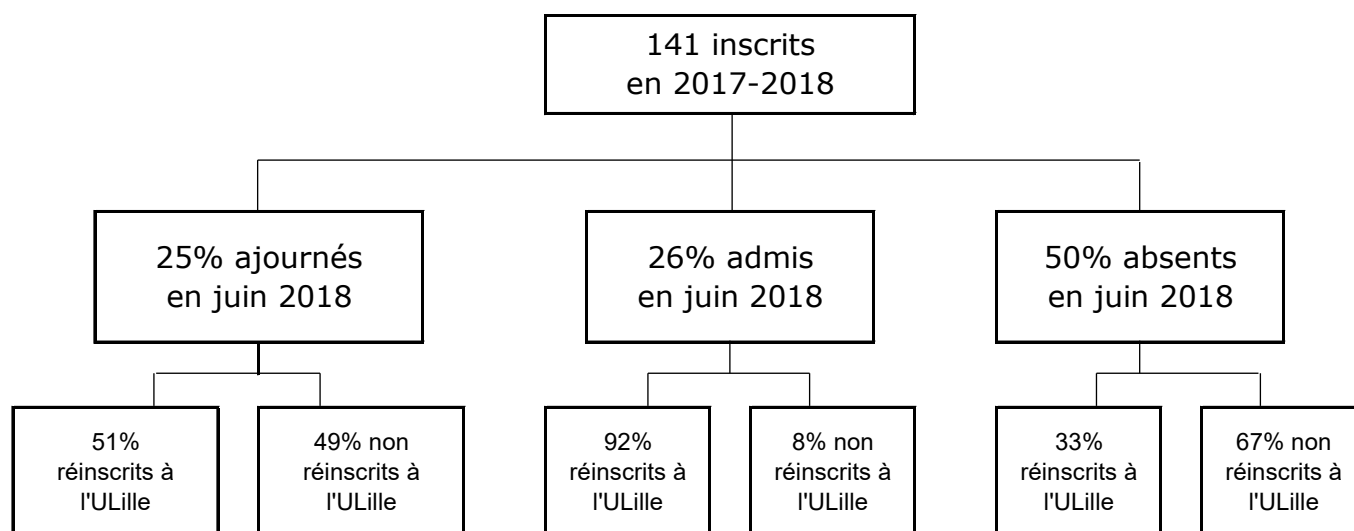 141 inscrits
en 2017-2018
25% ajournés
en juin 2018
26% admis
en juin 2018
50% absents
en juin 2018
51%
réinscrits à
l'ULille
49% non
réinscrits à
l'ULille
92%
réinscrits à
l'ULille
8% non
réinscrits à
l'ULille
33%
réinscrits à
l'ULille
67% non
réinscrits à
l'ULille